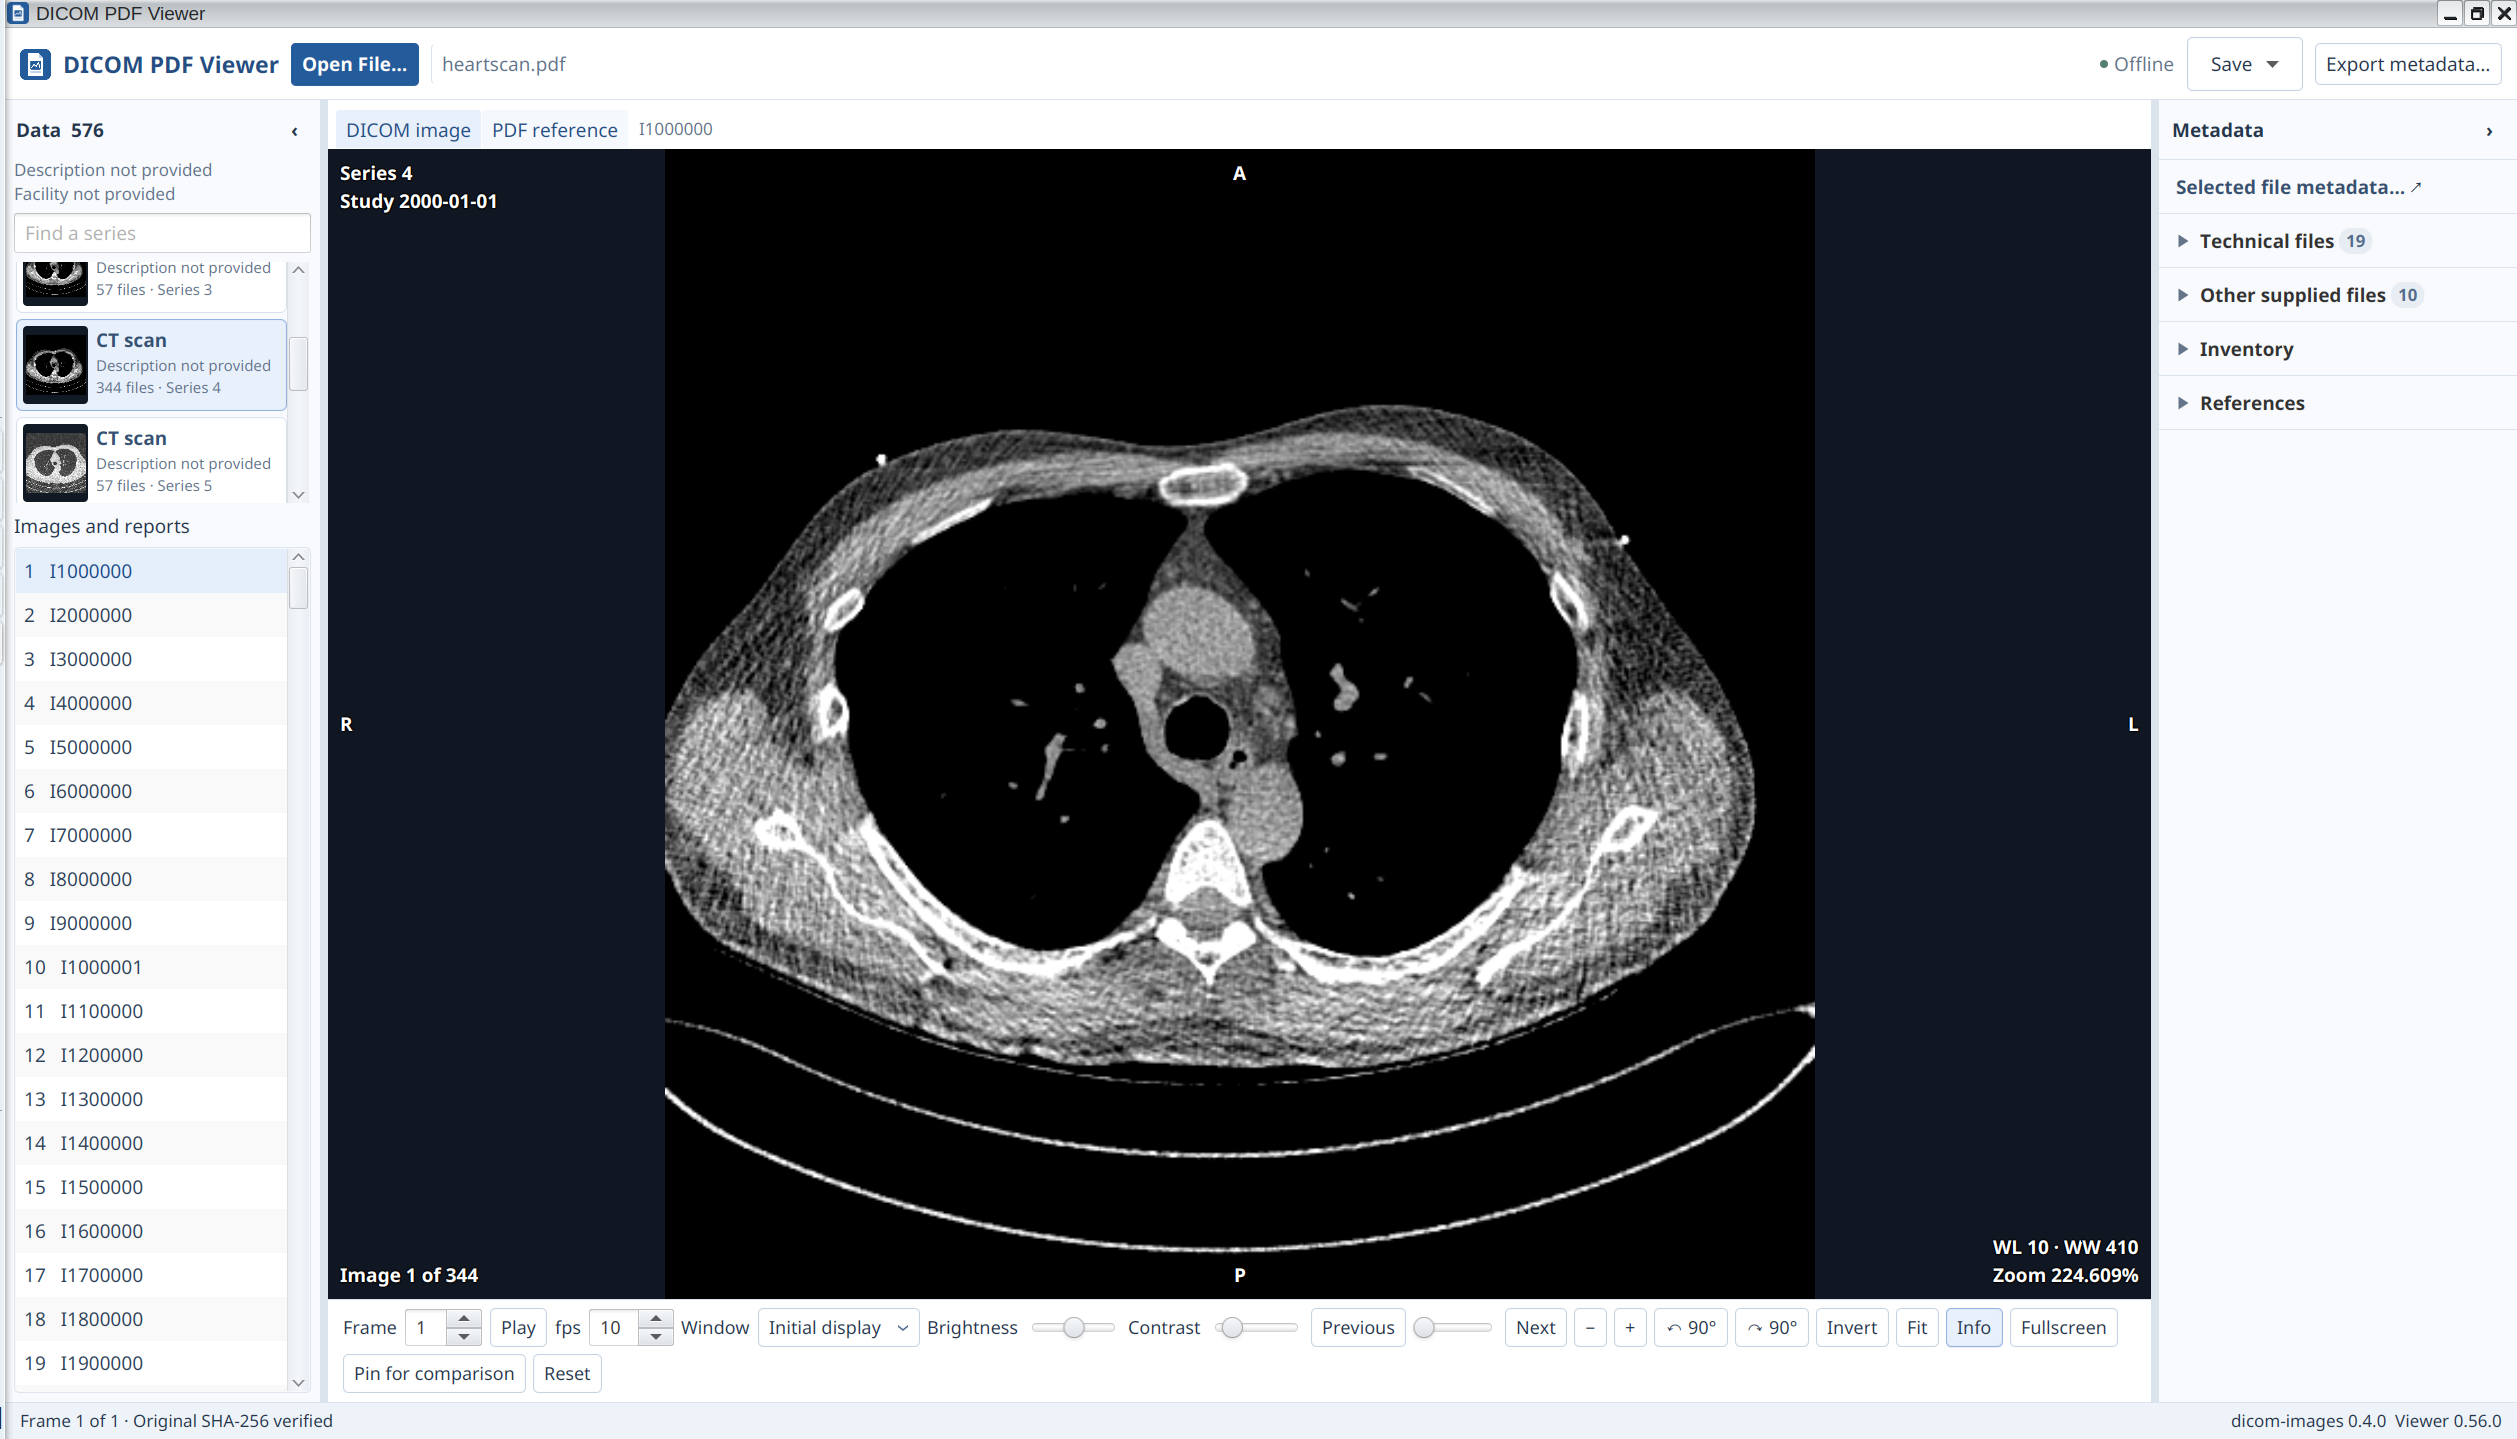 DICOM PDF Viewer
DICOM PDF Viewer
Open File...
heartscan.pdf
Offline
Save
Export metadata...
Data 576
Description not provided
Facility not provided
Find a series
Description not provided
57 files · Series 3
CT scan
Description not provided
344 files · Series 4
CT scan
Description not provided
57 files · Series 5
Images and reports
1 I1000000
2 I2000000
3 I3000000
4 I4000000
5 I5000000
6 I6000000
7 I7000000
8 I8000000
9 I9000000
10 I1000001
11 I1100000
12 I1200000
13 I1300000
14 I1400000
15 I1500000
16 I1600000
17 I1700000
18 I1800000
19 I1900000
DICOM image
PDF reference
I1000000
Series 4
Study 2000-01-01
A
R
L
P
Image 1 of 344
WL 10 · WW 410
Zoom 224.609%
Frame 1 Play fps 10 Window Initial display Brightness Contrast Previous Next − + ↶ 90° ↷ 90° Invert Fit Info Fullscreen
Pin for comparison Reset
Metadata
Selected file metadata... ↗
Technical files 19
Other supplied files 10
Inventory
References
Frame 1 of 1 · Original SHA-256 verified
dicom-images 0.4.0 Viewer 0.56.0